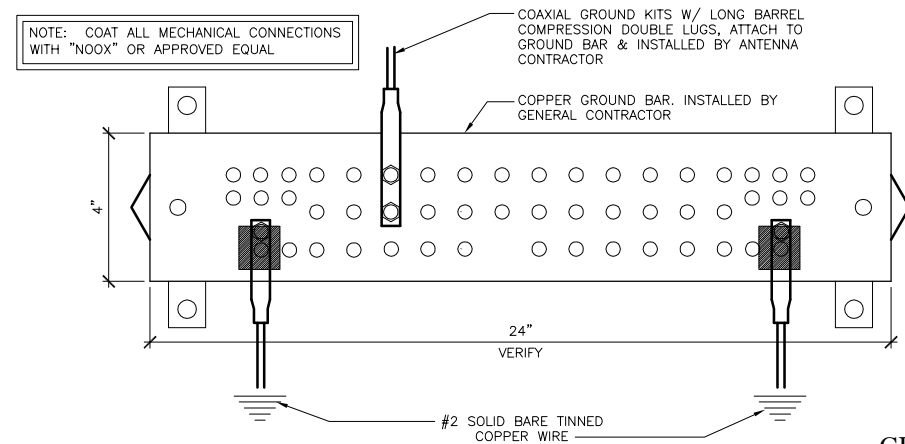 NOTE: COAT ALL MECHANICAL CONNECTIONS
WITH "NOOX" OR APPROVED EQUAL
COAXIAL GROUND KITS W/ LONG BARREL
COMPRESSION DOUBLE LUGS, ATTACH TO
GROUND BAR & INSTALLED BY ANTENNA
CONTRACTOR
COPPER GROUND BAR. INSTALLED BY
GENERAL CONTRACTOR
4"
24"
VERIFY
#2 SOLID BARE TINNED
COPPER WIRE